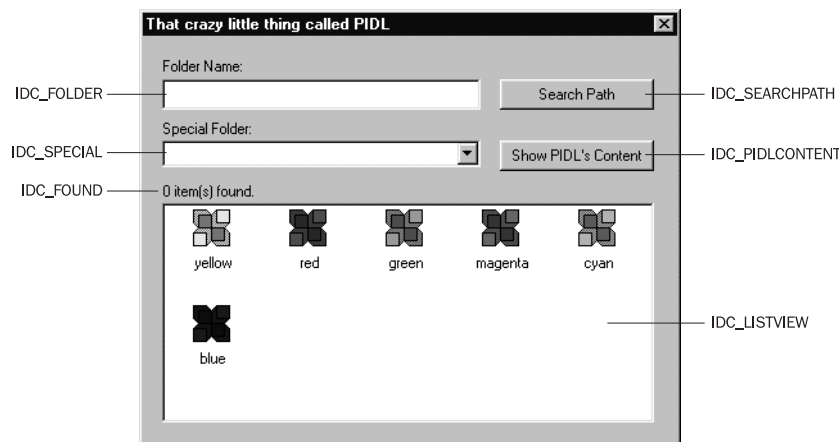 That crazy little thing called PIDL
Folder Name:
IDC_FOLDER
Search Path
IDC_SEARCHPATH
Special Folder:
IDC_SPECIAL
Show PIDL's Content
IDC_PIDLCONTENT
IDC_FOUND
0 item(s) found.
yellow
red
green
magenta
cyan
IDC_LISTVIEW
blue